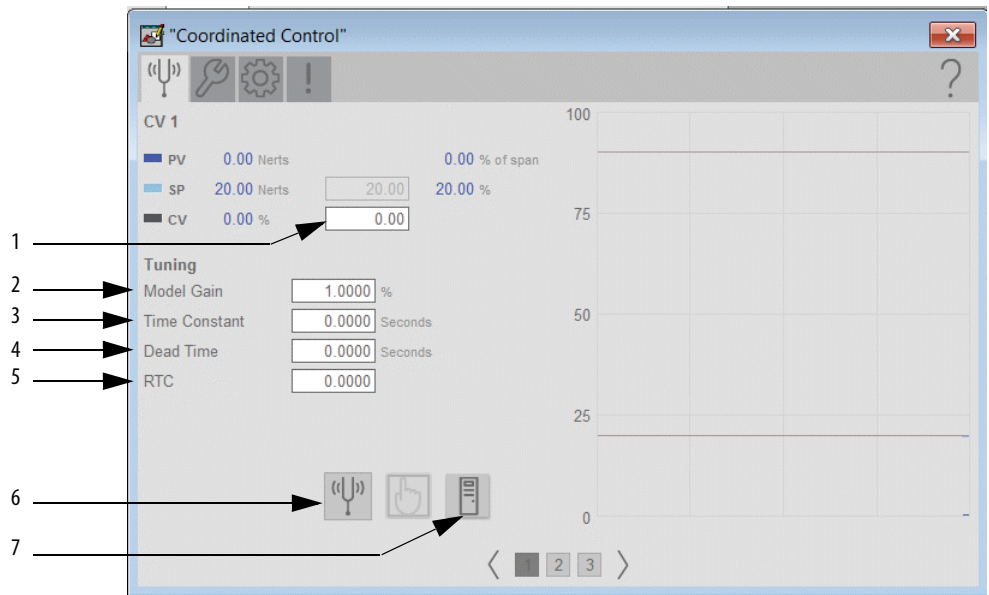 "Coordinated Control"
CV 1
PV 0.00 Nerts 0.00 % of span
SP 20.00 Nerts 20.00 20.00 %
CV 0.00 % 0.00
Tuning
Model Gain 1.0000 %
Time Constant 0.0000 Seconds
Dead Time 0.0000 Seconds
RTC 0.0000
100
75
50
25
0
1 2 3
1
2
3
4
5
6
7